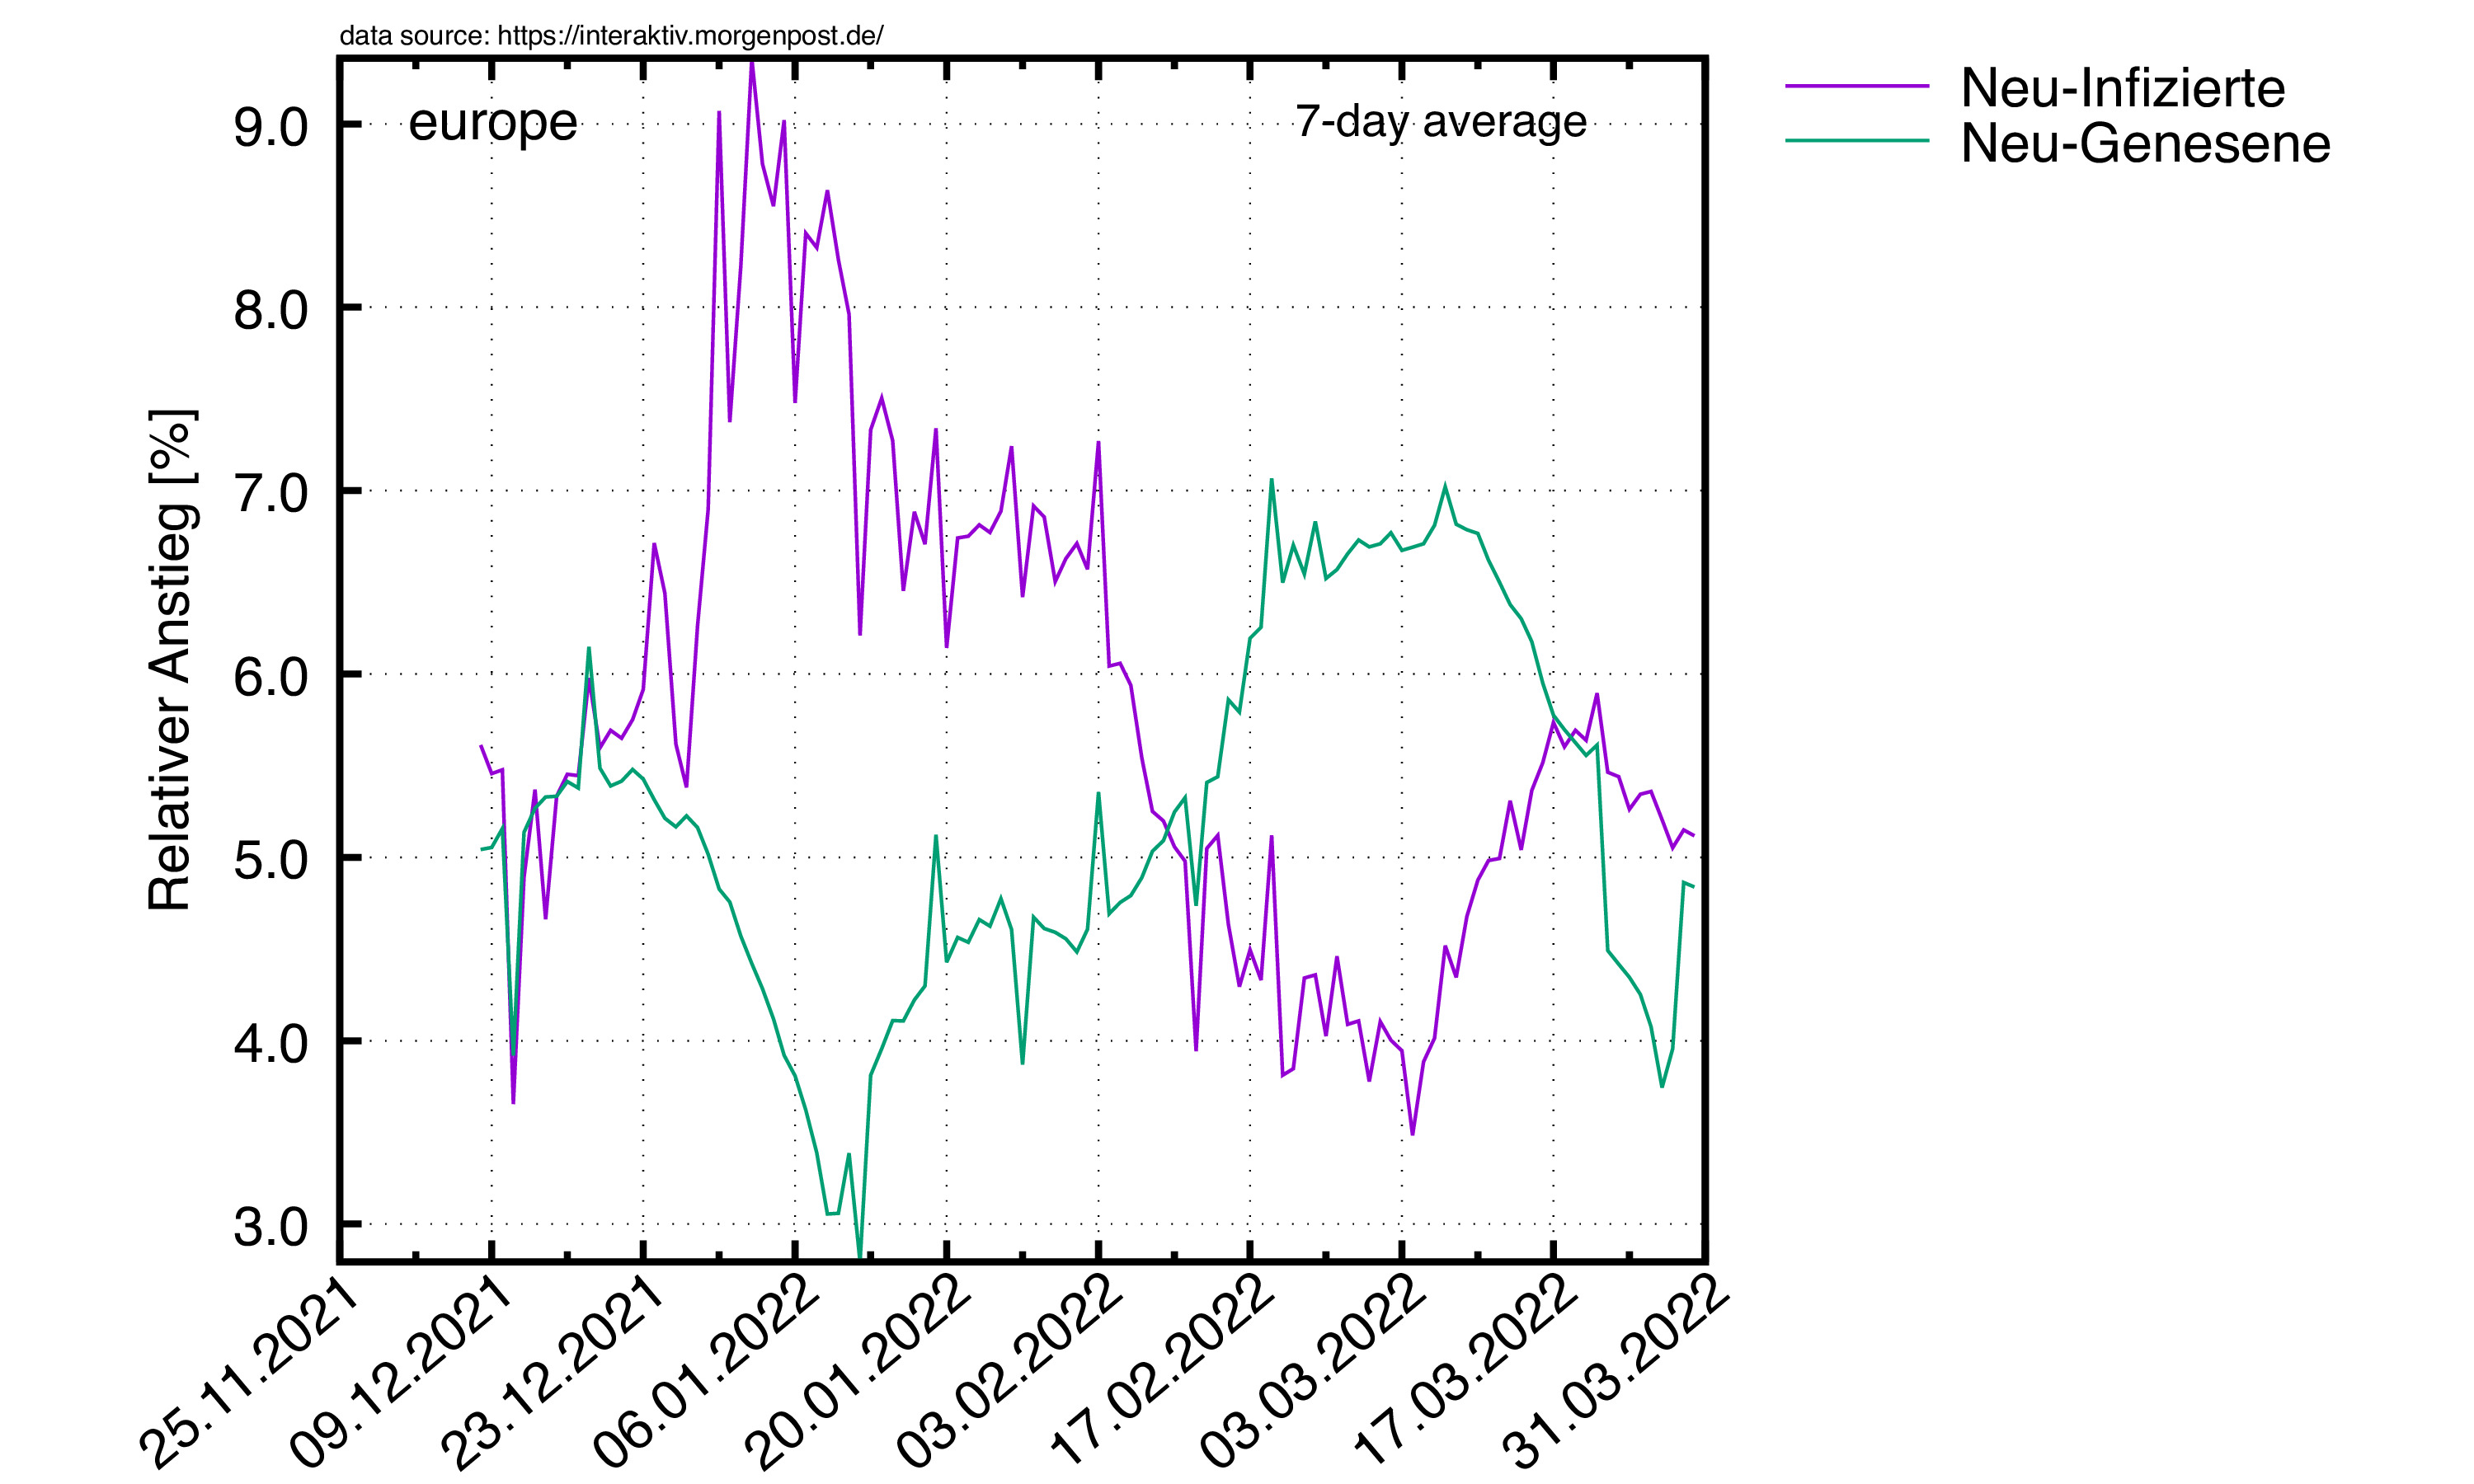 data source: https://interaktiv.morgenpost.de/
europe
7-day average
Neu-Infizierte
Neu-Genesene
Relativer Anstieg [%]
9.0
8.0
7.0
6.0
5.0
4.0
3.0
25.11.2021
09.12.2021
23.12.2021
06.01.2022
20.01.2022
03.02.2022
17.02.2022
03.03.2022
17.03.2022
31.03.2022